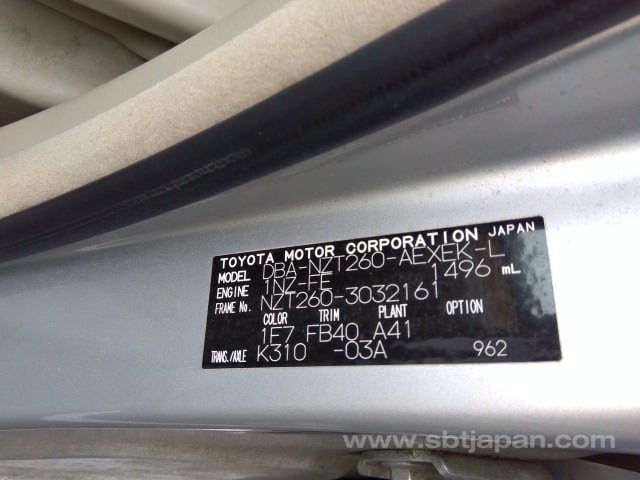 TOYOTA MOTOR CORPORATION JAPAN
MODEL DBA-NZT260-AEXEK-L
ENGINE 1NZ-FE 1496 mL
FRAME No. NZT260-3032161
COLOR TRIM PLANT OPTION
1E7 FB40 A41
TRANS./AXLE K310 -03A 962
www.sbtjapan.com